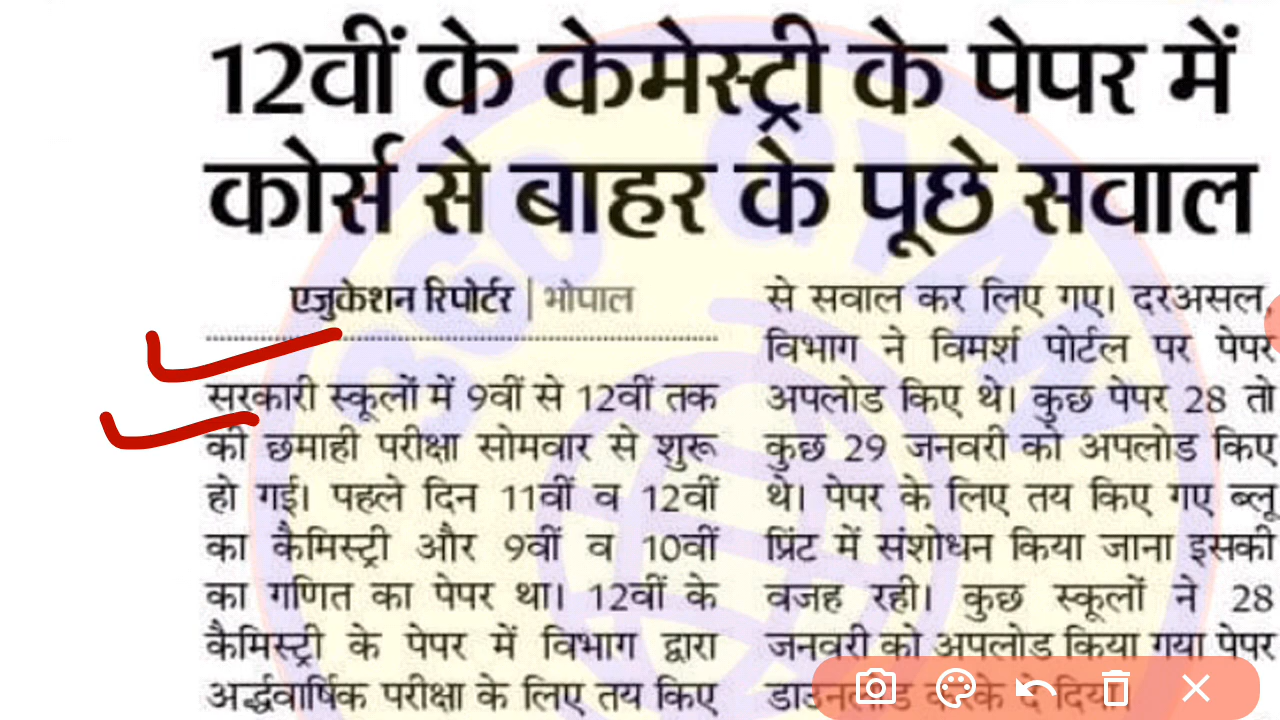 12वीं के केमेस्ट्री के पेपर में
कोर्स से बाहर के पूछे सवाल
एजुकेशन रिपोर्टर | भोपाल
सरकारी स्कूलों में 9वीं से 12वीं तक
की छमाही परीक्षा सोमवार से शुरू
हो गई। पहले दिन 11वीं व 12वीं
का कैमिस्ट्री और 9वीं व 10वीं
का गणित का पेपर था। 12वीं के
कैमिस्ट्री के पेपर में विभाग द्वारा
अर्द्धवार्षिक परीक्षा के लिए तय किए
से सवाल कर लिए गए। दरअसल,
विभाग ने विमर्श पोर्टल पर पेपर
अपलोड किए थे। कुछ पेपर 28 तो
कुछ 29 जनवरी को अपलोड किए
थे। पेपर के लिए तय किए गए ब्लू
प्रिंट में संशोधन किया जाना इसकी
वजह रही। कुछ स्कूलों ने 28
जनवरी को अपलोड किया गया पेपर
डाउनलोड करके दे दिया।